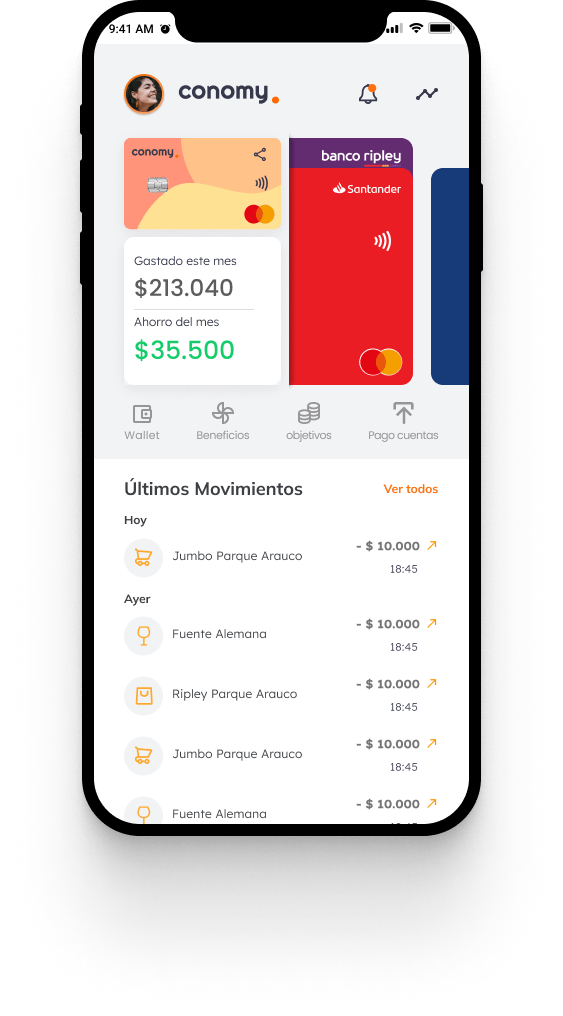 9:41 AM
conomy.
conomy.
banco ripley
Santander
Gastado este mes
$213.040
Ahorro del mes
$35.500
Wallet
Beneficios
objetivos
Pago cuentas
Últimos Movimientos
Ver todos
Hoy
Jumbo Parque Arauco
- $ 10.000
18:45
Ayer
Fuente Alemana
- $ 10.000
18:45
Ripley Parque Arauco
- $ 10.000
18:45
Jumbo Parque Arauco
- $ 10.000
18:45
Fuente Alemana
- $ 10.000